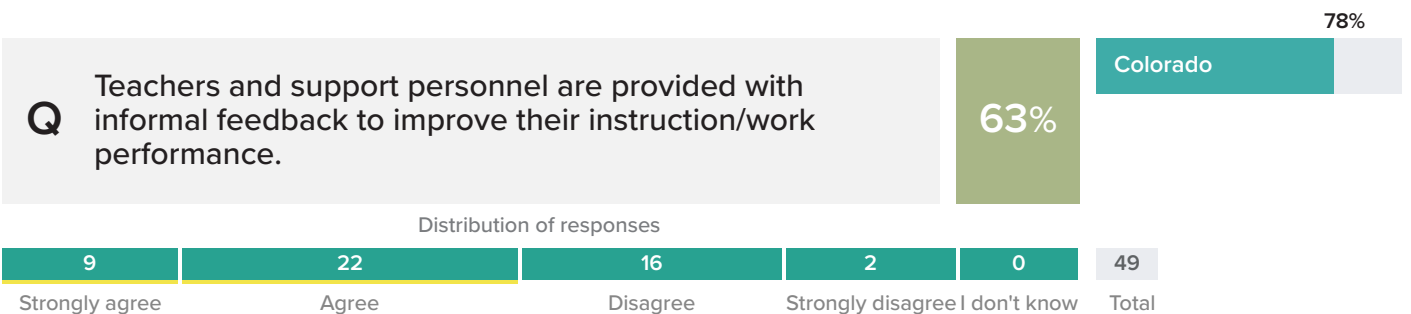 78%
Q
Teachers and support personnel are provided with
informal feedback to improve their instruction/work
performance.
63%
Colorado
Distribution of responses
9 22 16 2 0 49
Strongly agree Agree Disagree Strongly disagree I don't know Total